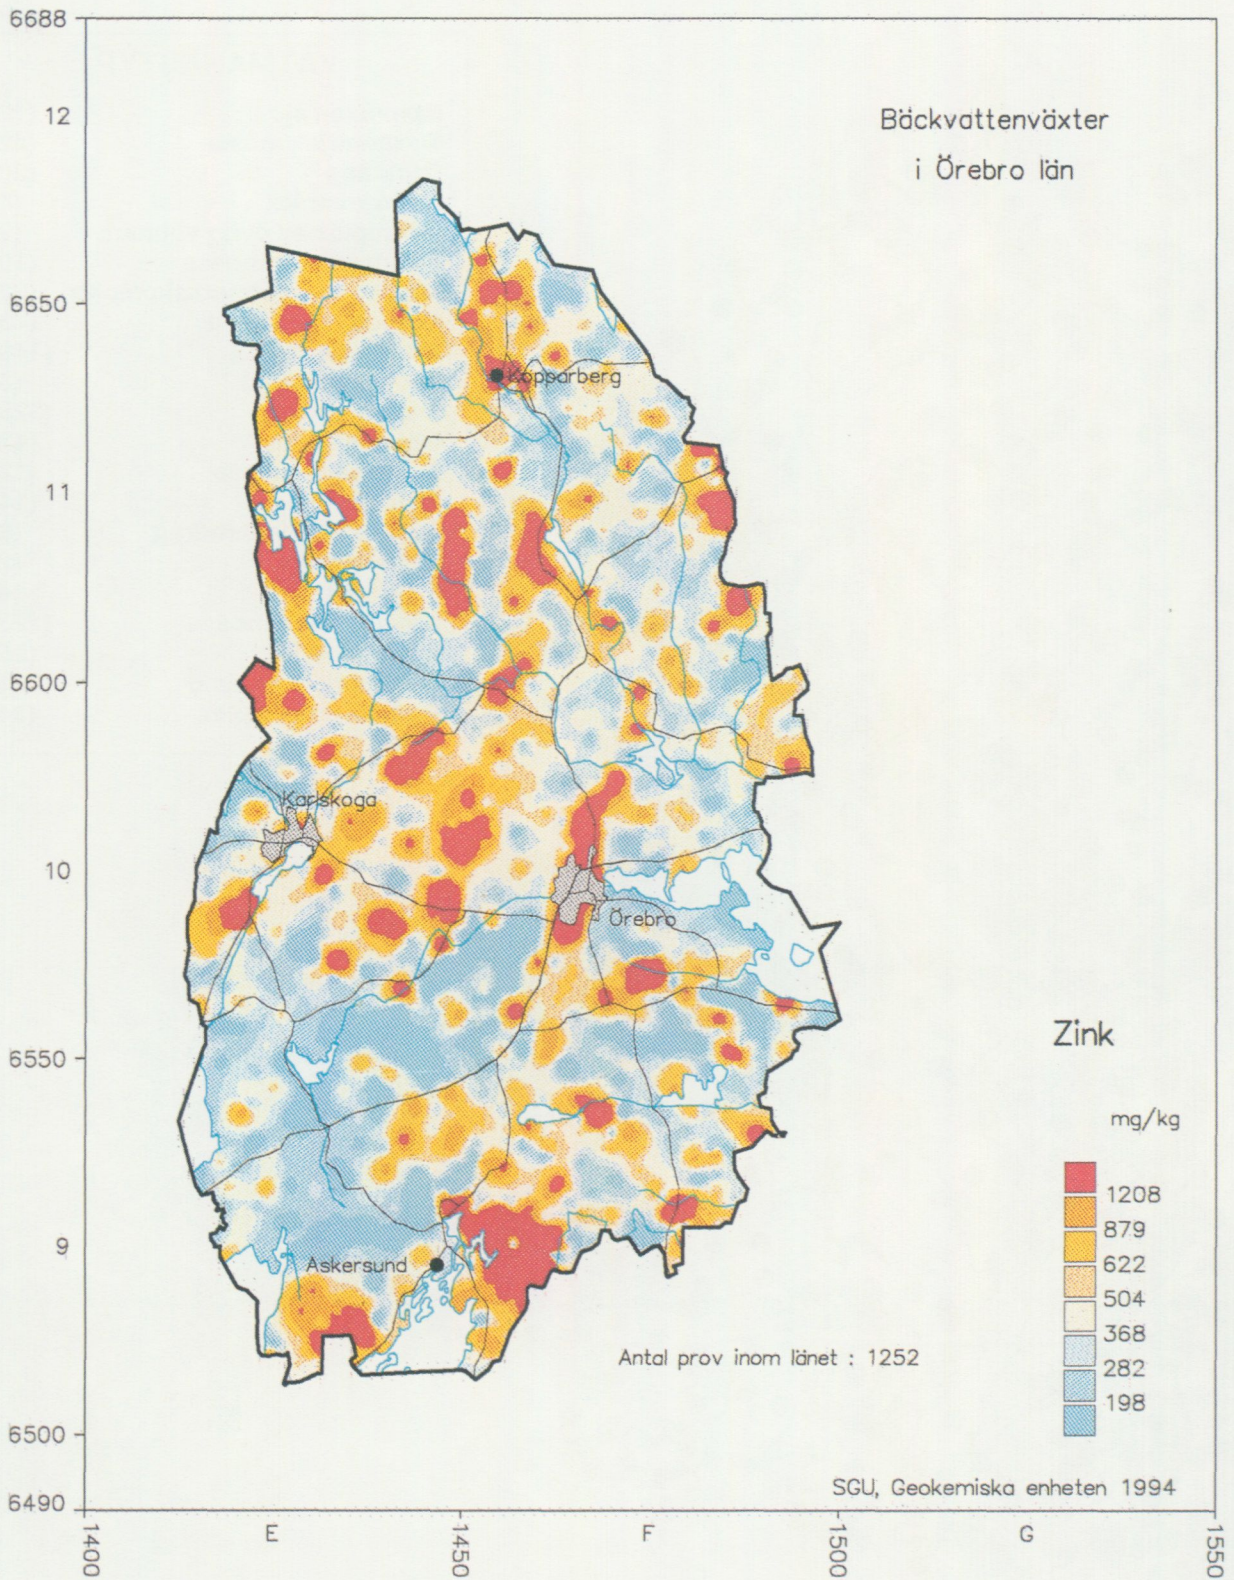 6688
12
Bäckvattenväxter
i Örebro län
6650
Kopparberg
11
6600
Karlskoga
10
Örebro
Zink
6550
mg/kg
1208
879
622
504
368
282
198
9
Askersund
Antal prov inom länet : 1252
6500
SGU, Geokemiska enheten 1994
6490
1400
E
1450
F
1500
G
1550